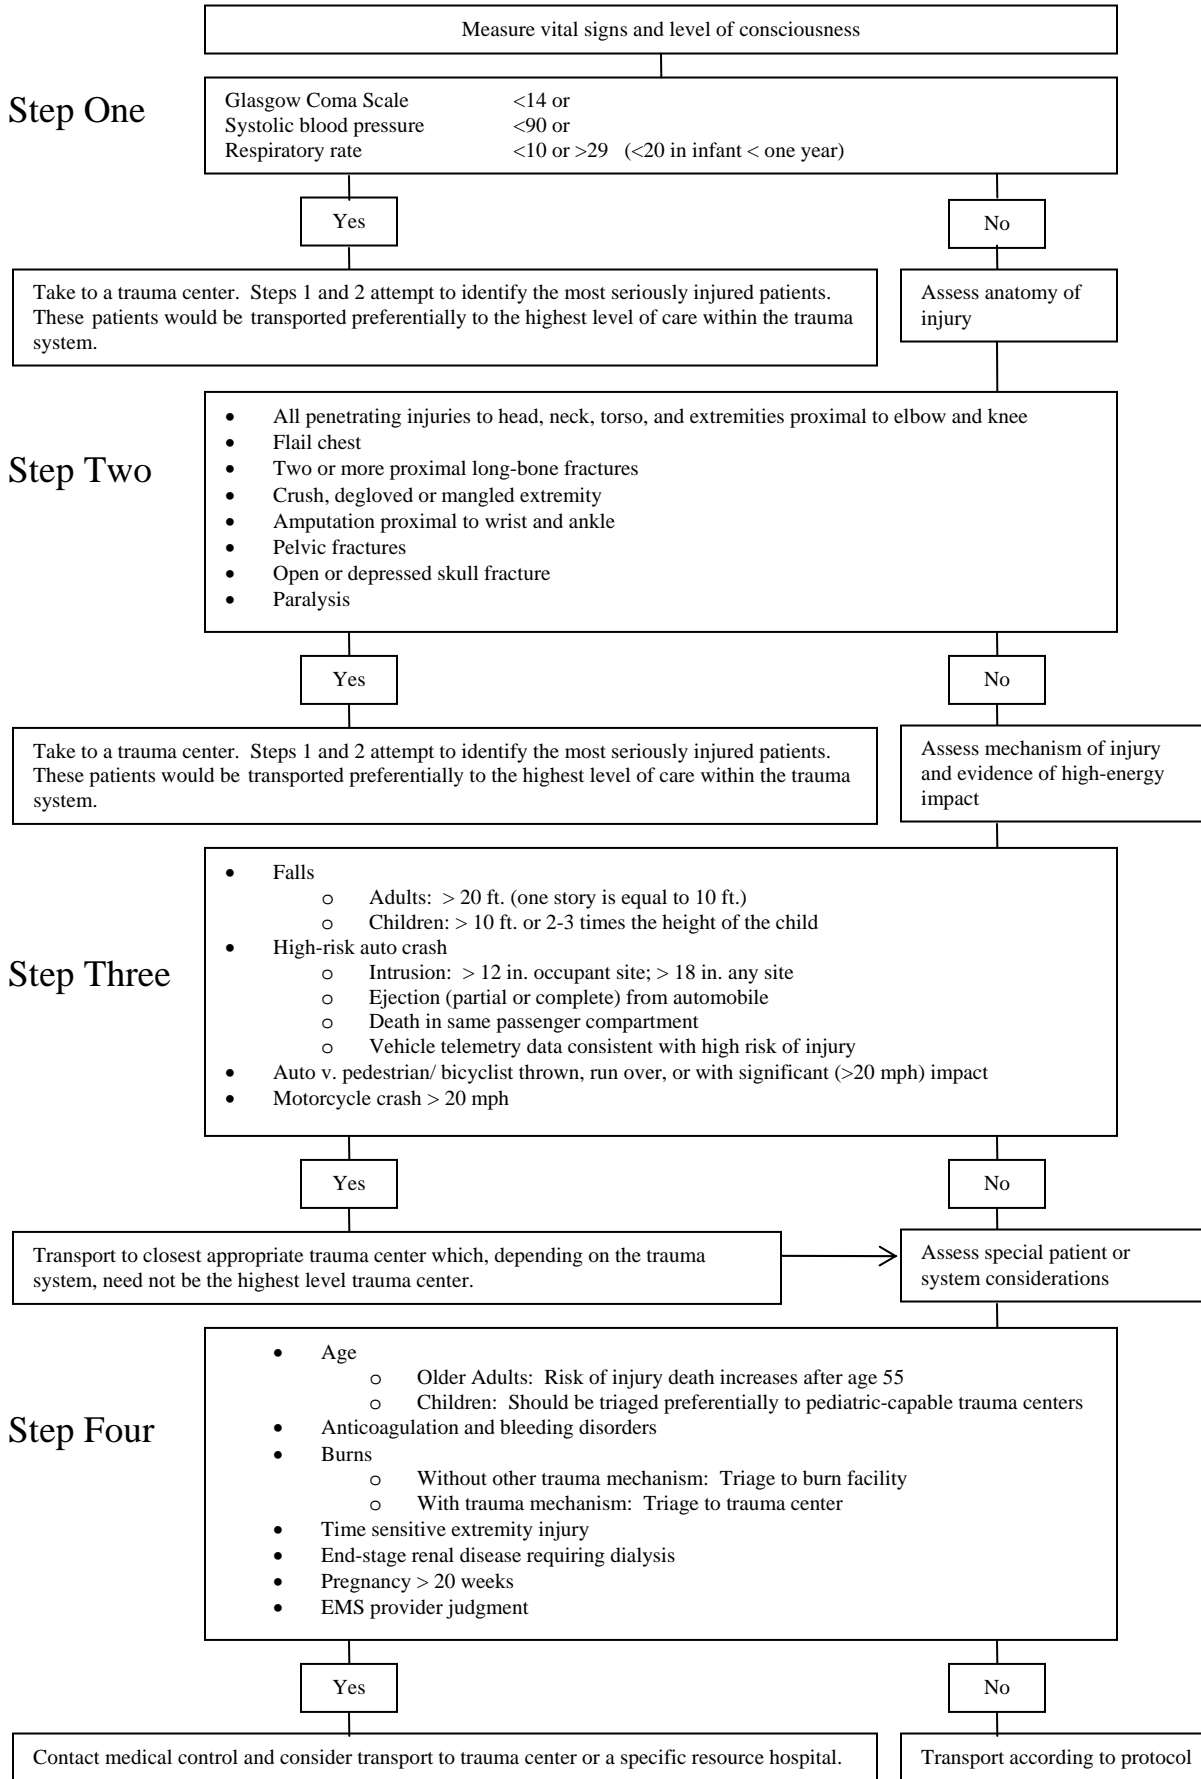 Measure vital signs and level of consciousness
Step One
Glasgow Coma Scale <14 or
Systolic blood pressure <90 or
Respiratory rate <10 or >29 (<20 in infant < one year)
Yes
No
Take to a trauma center. Steps 1 and 2 attempt to identify the most seriously injured patients.
These patients would be transported preferentially to the highest level of care within the trauma
system.
Assess anatomy of
injury
Step Two
• All penetrating injuries to head, neck, torso, and extremities proximal to elbow and knee
• Flail chest
• Two or more proximal long-bone fractures
• Crush, degloved or mangled extremity
• Amputation proximal to wrist and ankle
• Pelvic fractures
• Open or depressed skull fracture
• Paralysis
Yes
No
Take to a trauma center. Steps 1 and 2 attempt to identify the most seriously injured patients.
These patients would be transported preferentially to the highest level of care within the trauma
system.
Assess mechanism of injury
and evidence of high-energy
impact
Step Three
• Falls
o Adults: > 20 ft. (one story is equal to 10 ft.)
o Children: > 10 ft. or 2-3 times the height of the child
• High-risk auto crash
o Intrusion: > 12 in. occupant site; > 18 in. any site
o Ejection (partial or complete) from automobile
o Death in same passenger compartment
o Vehicle telemetry data consistent with high risk of injury
• Auto v. pedestrian/ bicyclist thrown, run over, or with significant (>20 mph) impact
• Motorcycle crash > 20 mph
Yes
No
Transport to closest appropriate trauma center which, depending on the trauma
system, need not be the highest level trauma center.
Assess special patient or
system considerations
Step Four
• Age
o Older Adults: Risk of injury death increases after age 55
o Children: Should be triaged preferentially to pediatric-capable trauma centers
• Anticoagulation and bleeding disorders
• Burns
o Without other trauma mechanism: Triage to burn facility
o With trauma mechanism: Triage to trauma center
• Time sensitive extremity injury
• End-stage renal disease requiring dialysis
• Pregnancy > 20 weeks
• EMS provider judgment
Yes
No
Contact medical control and consider transport to trauma center or a specific resource hospital.
Transport according to protocol